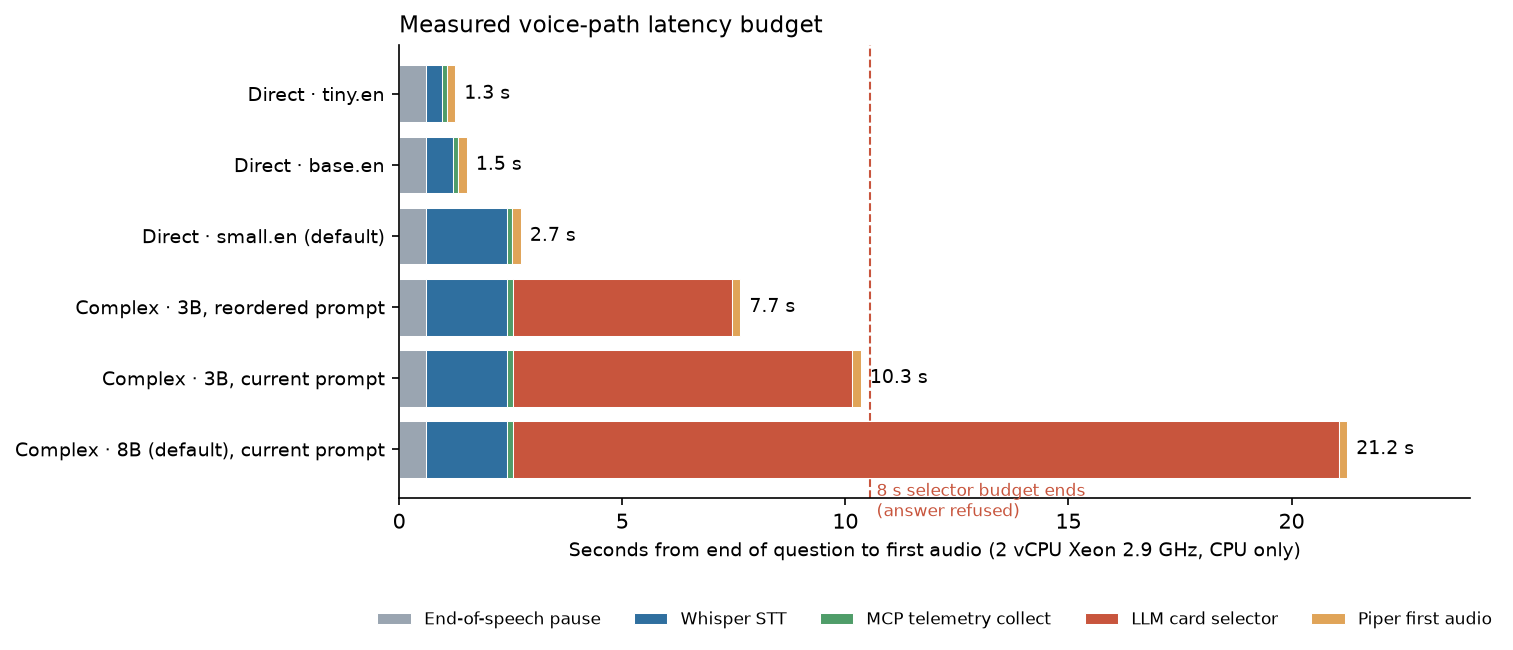 Measured voice-path latency budget
Direct · tiny.en
1.3 s
Direct · base.en
1.5 s
Direct · small.en (default)
2.7 s
Complex · 3B, reordered prompt
7.7 s
Complex · 3B, current prompt
10.3 s
Complex · 8B (default), current prompt
21.2 s
8 s selector budget ends
(answer refused)
0 5 10 15 20
Seconds from end of question to first audio (2 vCPU Xeon 2.9 GHz, CPU only)
End-of-speech pause Whisper STT MCP telemetry collect LLM card selector Piper first audio